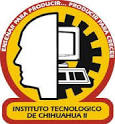 ENSEÑAR PARA PRODUCIR... PRODUCIR PARA CRECER
INSTITUTO TECNOLOGICO
DE CHIHUAHUA II